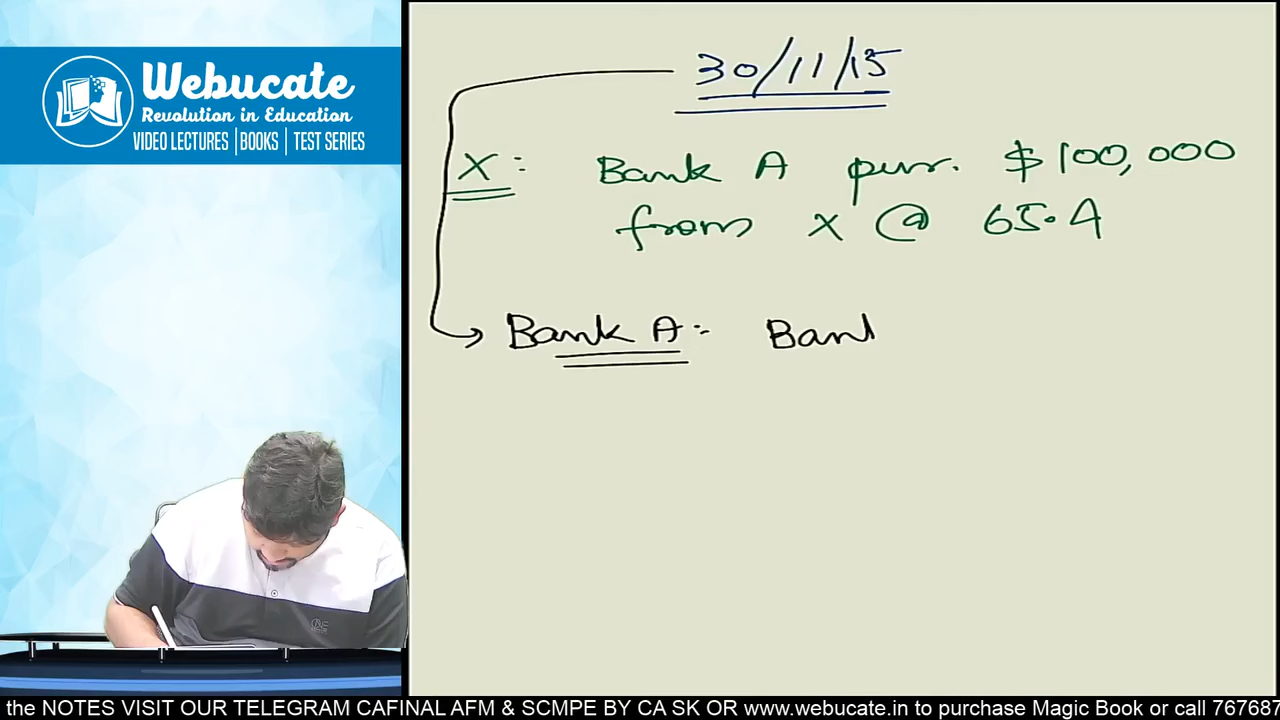 Webucate
Revolution in Education
VIDEO LECTURES | BOOKS | TEST SERIES
30/11/15
X: Bank A purr. $100,000
from X @ 65.4
Bank A:- Bank
the NOTES VISIT OUR TELEGRAM CAFINAL AFM & SCMPE BY CA SK OR www.webucate.in to purchase Magic Book or call 767687